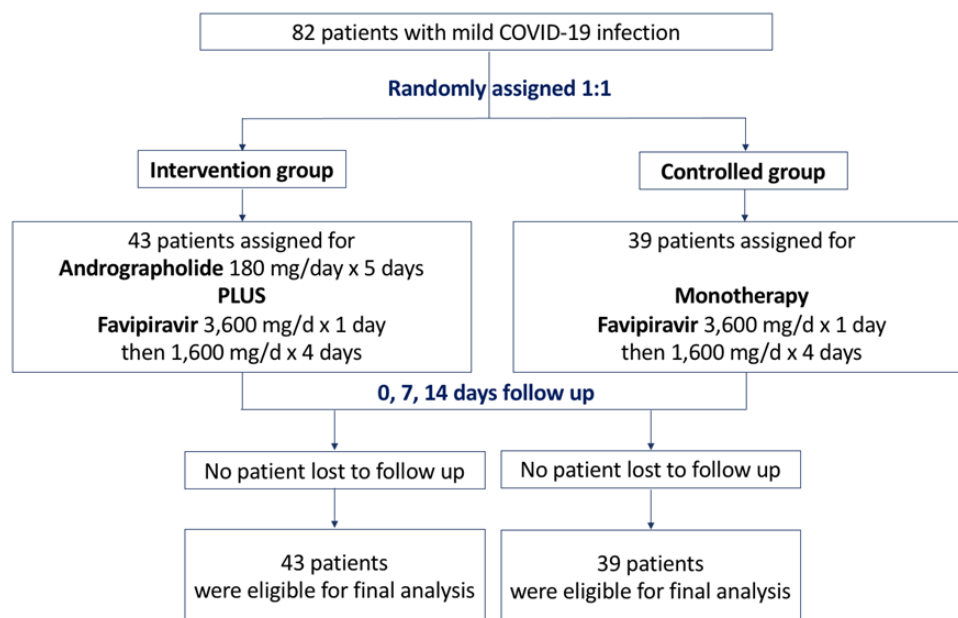 82 patients with mild COVID-19 infection
Randomly assigned 1:1
Intervention group
Controlled group
43 patients assigned for
Andrographolide 180 mg/day x 5 days
PLUS
Favipiravir 3,600 mg/d x 1 day
then 1,600 mg/d x 4 days
39 patients assigned for
Monotherapy
Favipiravir 3,600 mg/d x 1 day
then 1,600 mg/d x 4 days
0, 7, 14 days follow up
No patient lost to follow up
No patient lost to follow up
43 patients
were eligible for final analysis
39 patients
were eligible for final analysis